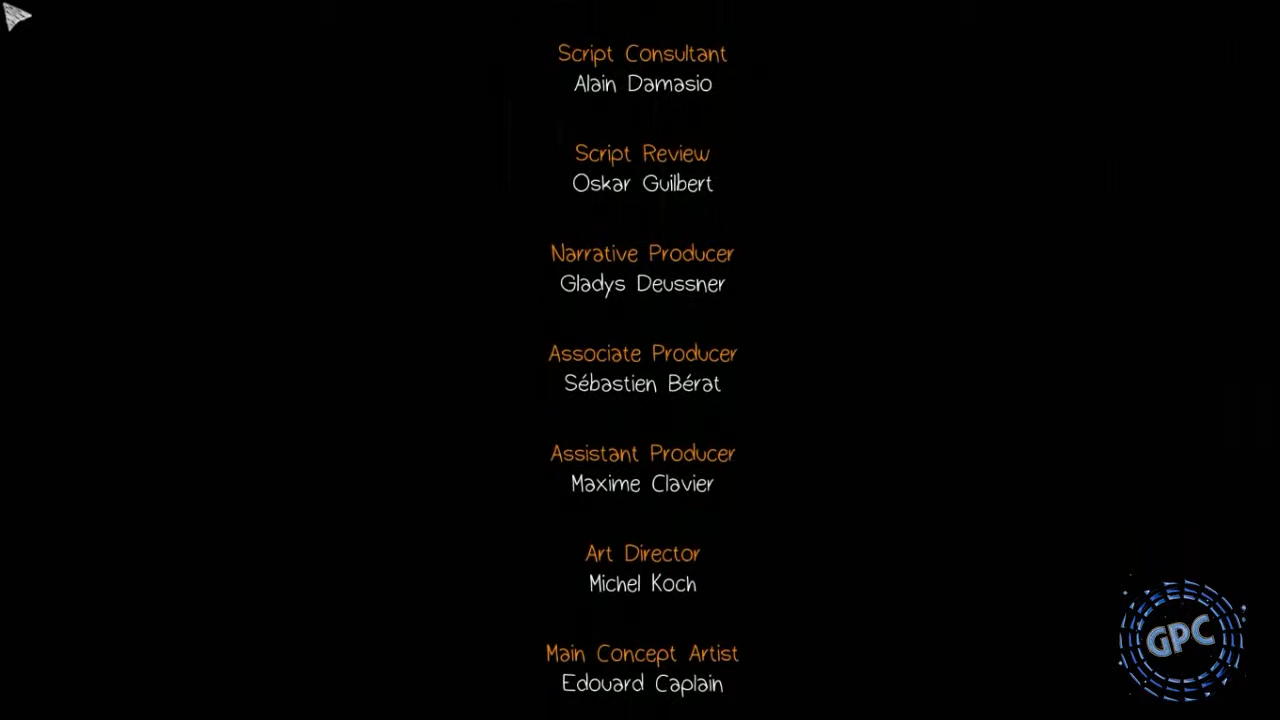 Script Consultant
Alain Damasio
Script Review
Oskar Guilbert
Narrative Producer
Gladys Deussner
Associate Producer
Sébastien Bérat
Assistant Producer
Maxime Clavier
Art Director
Michel Koch
Main Concept Artist
Edouard Caplain
GPC